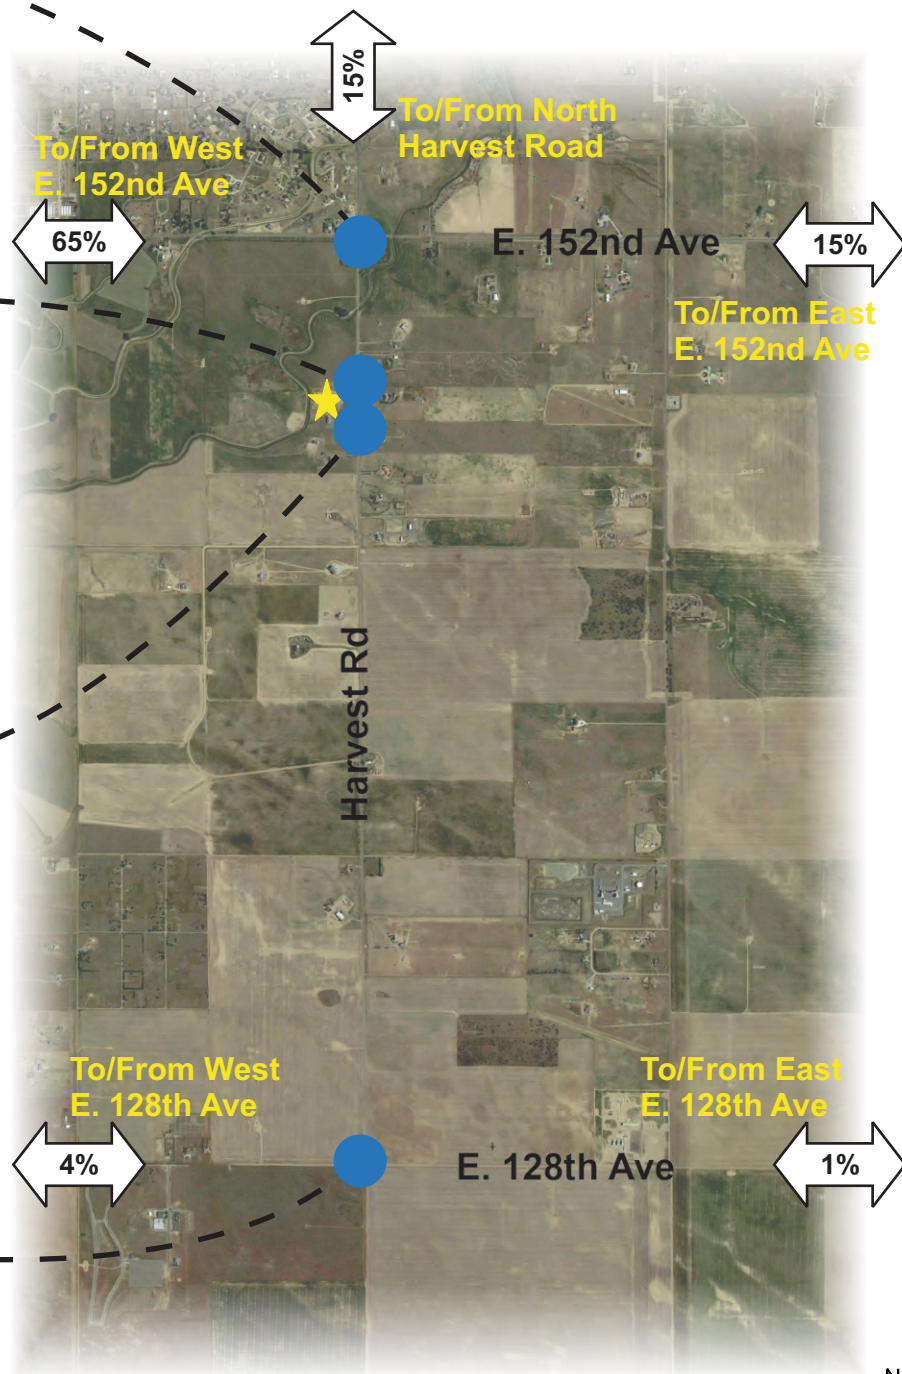 15%
To/From North
Harvest Road
To/From West
E. 152nd Ave
65%
E. 152nd Ave
15%
To/From East
E. 152nd Ave
Harvest Rd
To/From West
E. 128th Ave
To/From East
E. 128th Ave
4%
E. 128th Ave
1%
N